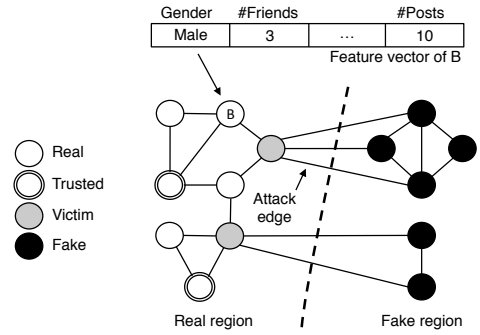 Gender #Friends #Posts
Male 3 ... 10
Feature vector of B
B
Real
Trusted
Victim
Fake
Attack
edge
Real region Fake region